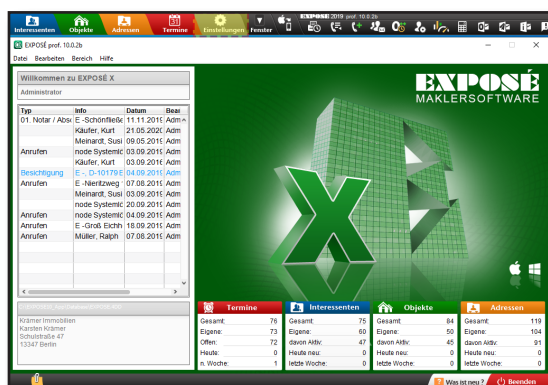 EXPOSÉ 2019 prof. 10.0.2b
Interessenten Objekte Adressen Termine Einstellungen Fenster
EXPOSÉ prof. 10.0.2b
Datei Bearbeiten Bereich Hilfe
Willkommen zu EXPOSÉ X
Administrator
EXPOSÉ
MAKLERSOFTWARE
Typ Info Datum Bear
01. Notar / Absc E -Schönfließe 11.11.2019 Adm
Käufer, Kurt 21.05.2020 Adm
Meinardt, Susi 09.05.2019 Adm
Anrufen node Systemlö 03.09.2019 Adm
Käufer, Kurt 03.09.2016 Adm
Besichtigung E -, D-10179 E 04.09.2019 Adm
Anrufen E -Nieritzweg 07.08.2019 Adm
Meinardt, Susi 03.09.2019 Adm
node Systemlö 20.09.2019 Adm
Anrufen node Systemlö 04.09.2019 Adm
Anrufen E -Groß Eichh 18.09.2019 Adm
Anrufen Müller, Ralph 07.08.2019 Adm
Krämer Immobilien
Karsten Krämer
Schulstraße 47
13347 Berlin
Termine
Gesamt: 76
Eigene: 73
Offen: 72
Heute: 0
n. Woche: 1
Interessenten
Gesamt: 75
Eigene: 60
davon Aktiv: 47
Heute neu: 0
letzte Woche: 0
Objekte
Gesamt: 84
Eigene: 50
davon Aktiv: 45
Heute neu: 0
letzte Woche: 0
Adressen
Gesamt: 119
Eigene: 104
davon Aktiv: 91
Heute neu: 0
letzte Woche: 0
Was ist neu ? Beenden